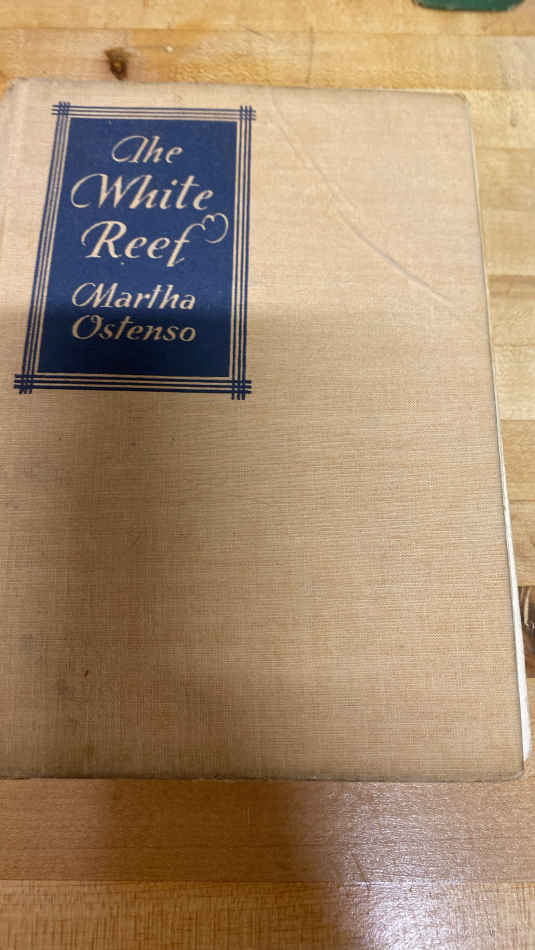 The
White
Reef
Martha
Ostenso